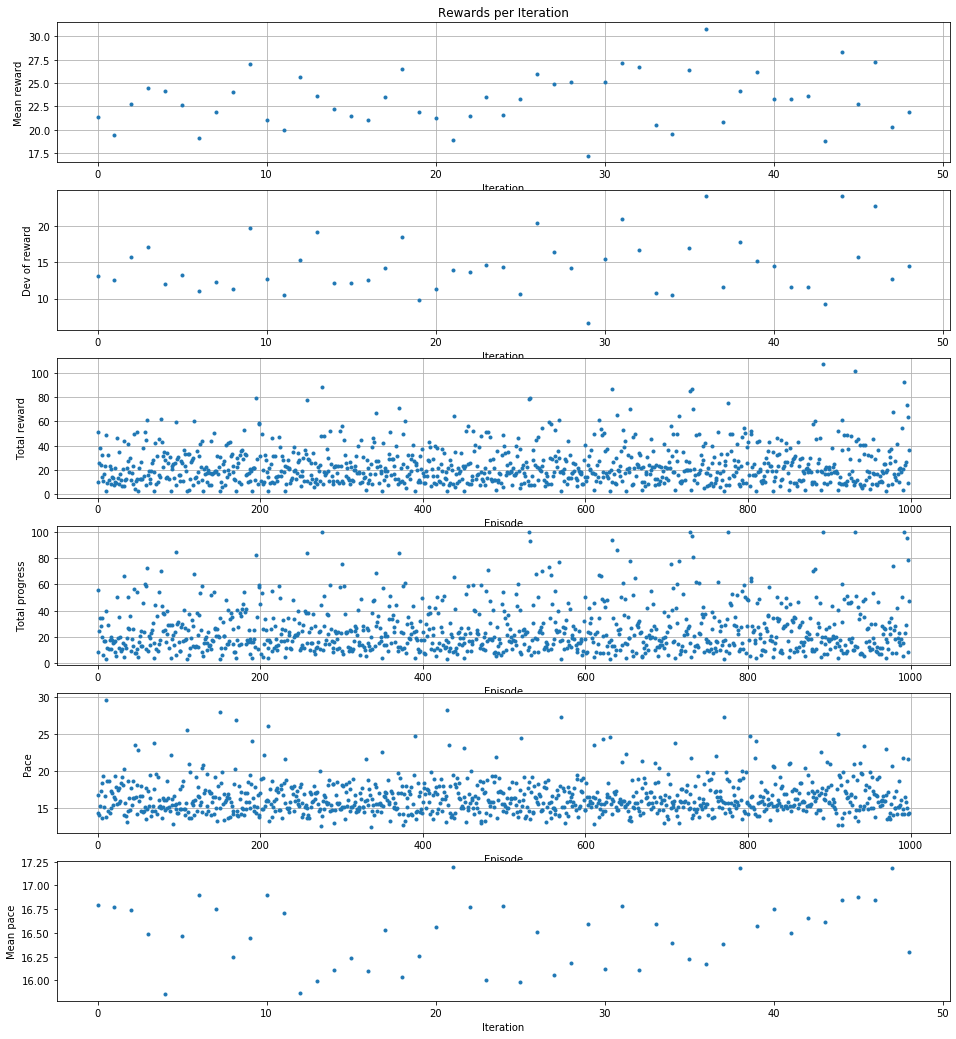 Rewards per Iteration
Mean reward
30.0
27.5
25.0
22.5
20.0
17.5
0 10 20 30 40 50
Iteration
Dev of reward
20
15
10
0 10 20 30 40 50
Iteration
Total reward
100
80
60
40
20
0
0 200 400 600 800 1000
Episode
Total progress
100
80
60
40
20
0
0 200 400 600 800 1000
Episode
Pace
30
25
20
15
0 200 400 600 800 1000
Episode
Mean pace
17.25
17.00
16.75
16.50
16.25
16.00
0 10 20 30 40 50
Iteration